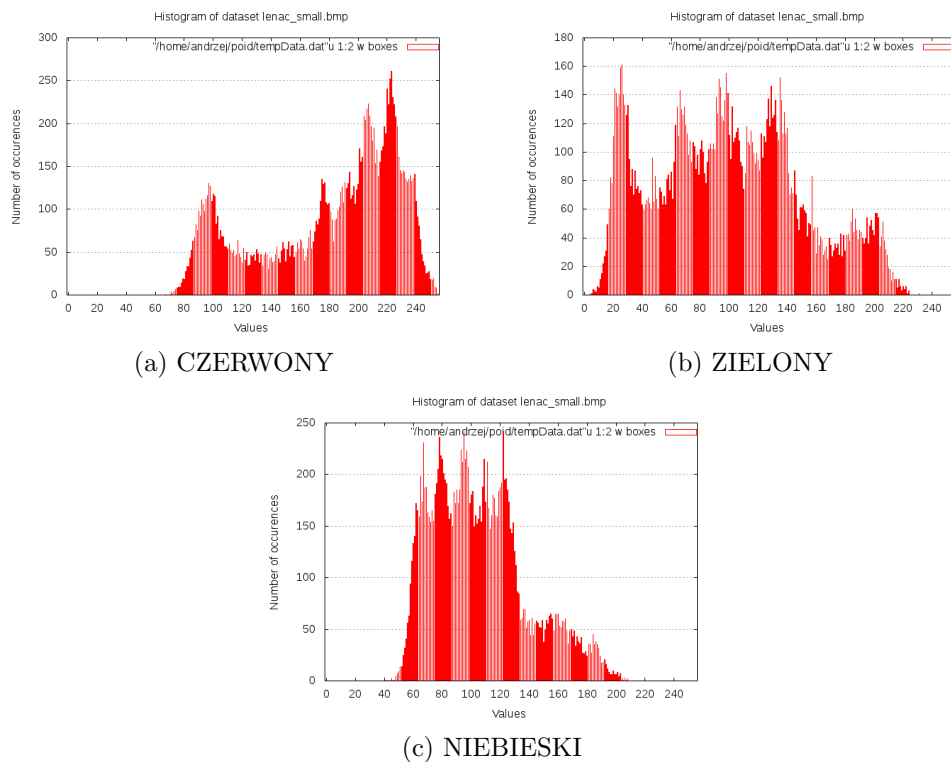 Histogram of dataset lenac_small.bmp
"/home/andrzej/poid/tempData.dat"u 1:2 w boxes
300
250
200
150
100
50
0
Number of occurences
0 20 40 60 80 100 120 140 160 180 200 220 240
Values
(a) CZERWONY
Histogram of dataset lenac_small.bmp
"/home/andrzej/poid/tempData.dat"u 1:2 w boxes
180
160
140
120
100
80
60
40
20
0
Number of occurences
0 20 40 60 80 100 120 140 160 180 200 220 240
Values
(b) ZIELONY
Histogram of dataset lenac_small.bmp
"/home/andrzej/poid/tempData.dat"u 1:2 w boxes
250
200
150
100
50
0
Number of occurences
0 20 40 60 80 100 120 140 160 180 200 220 240
Values
(c) NIEBIESKI